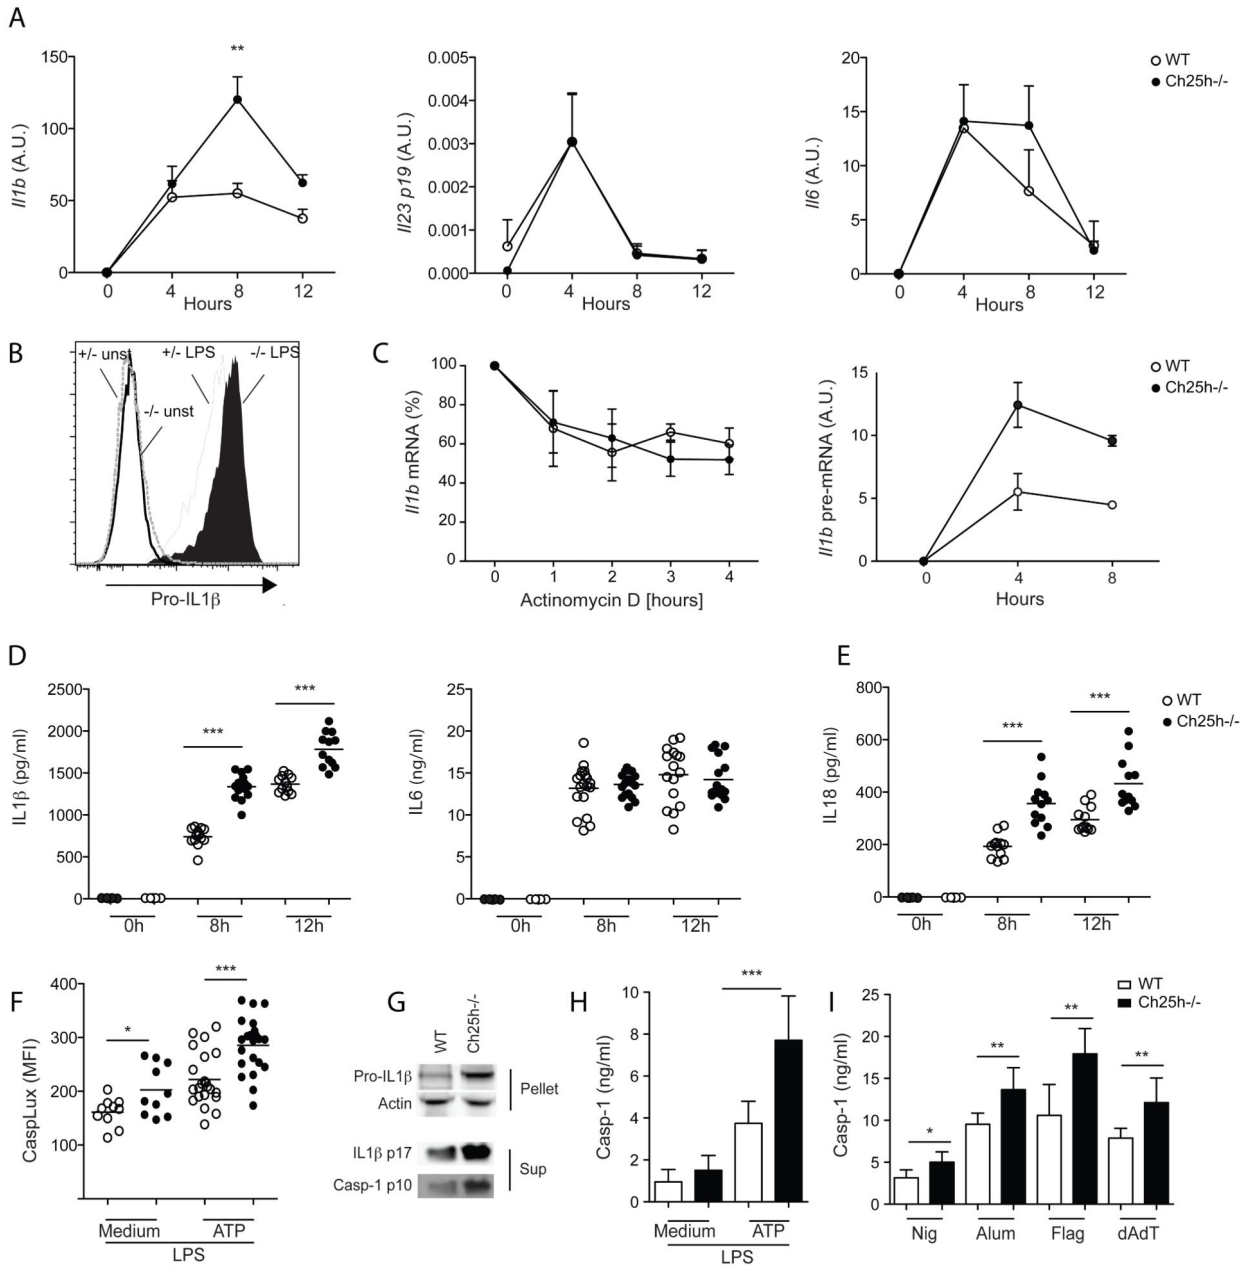 A
**
150
100
50
0
Il1b (A.U.)
0 4 8 12
Hours
0.005
0.004
0.003
0.002
0.001
0.000
Il23 p19 (A.U.)
0 4 8 12
Hours
20
15
10
5
0
Il6 (A.U.)
0 4 8 12
Hours
WT
Ch25h-/-
B
+/- unst
+/- LPS
-/- LPS
-/- unst
Pro-IL1β
C
100
80
60
40
20
0
Il1b mRNA (%)
0 1 2 3 4
Actinomycin D [hours]
15
10
5
0
Il1b pre-mRNA (A.U.)
0 4 8
Hours
WT
Ch25h-/-
D
2500
2000
1500
1000
500
0
IL1β (pg/ml)
***
***
0h 8h 12h
25
20
15
10
5
0
IL6 (ng/ml)
0h 8h 12h
E
800
600
400
200
0
IL18 (pg/ml)
***
***
0h 8h 12h
WT
Ch25h-/-
F
400
300
200
100
CaspLux (MFI)
*
***
Medium ATP
LPS
G
WT
Ch25h-/-
Pro-IL1β
Actin
Pellet
IL1β p17
Casp-1 p10
Sup
H
10
8
6
4
2
0
Casp-1 (ng/ml)
***
Medium ATP
LPS
I
25
20
15
10
5
0
Casp-1 (ng/ml)
*
**
**
**
Nig Alum Flag dAdT
WT
Ch25h-/-